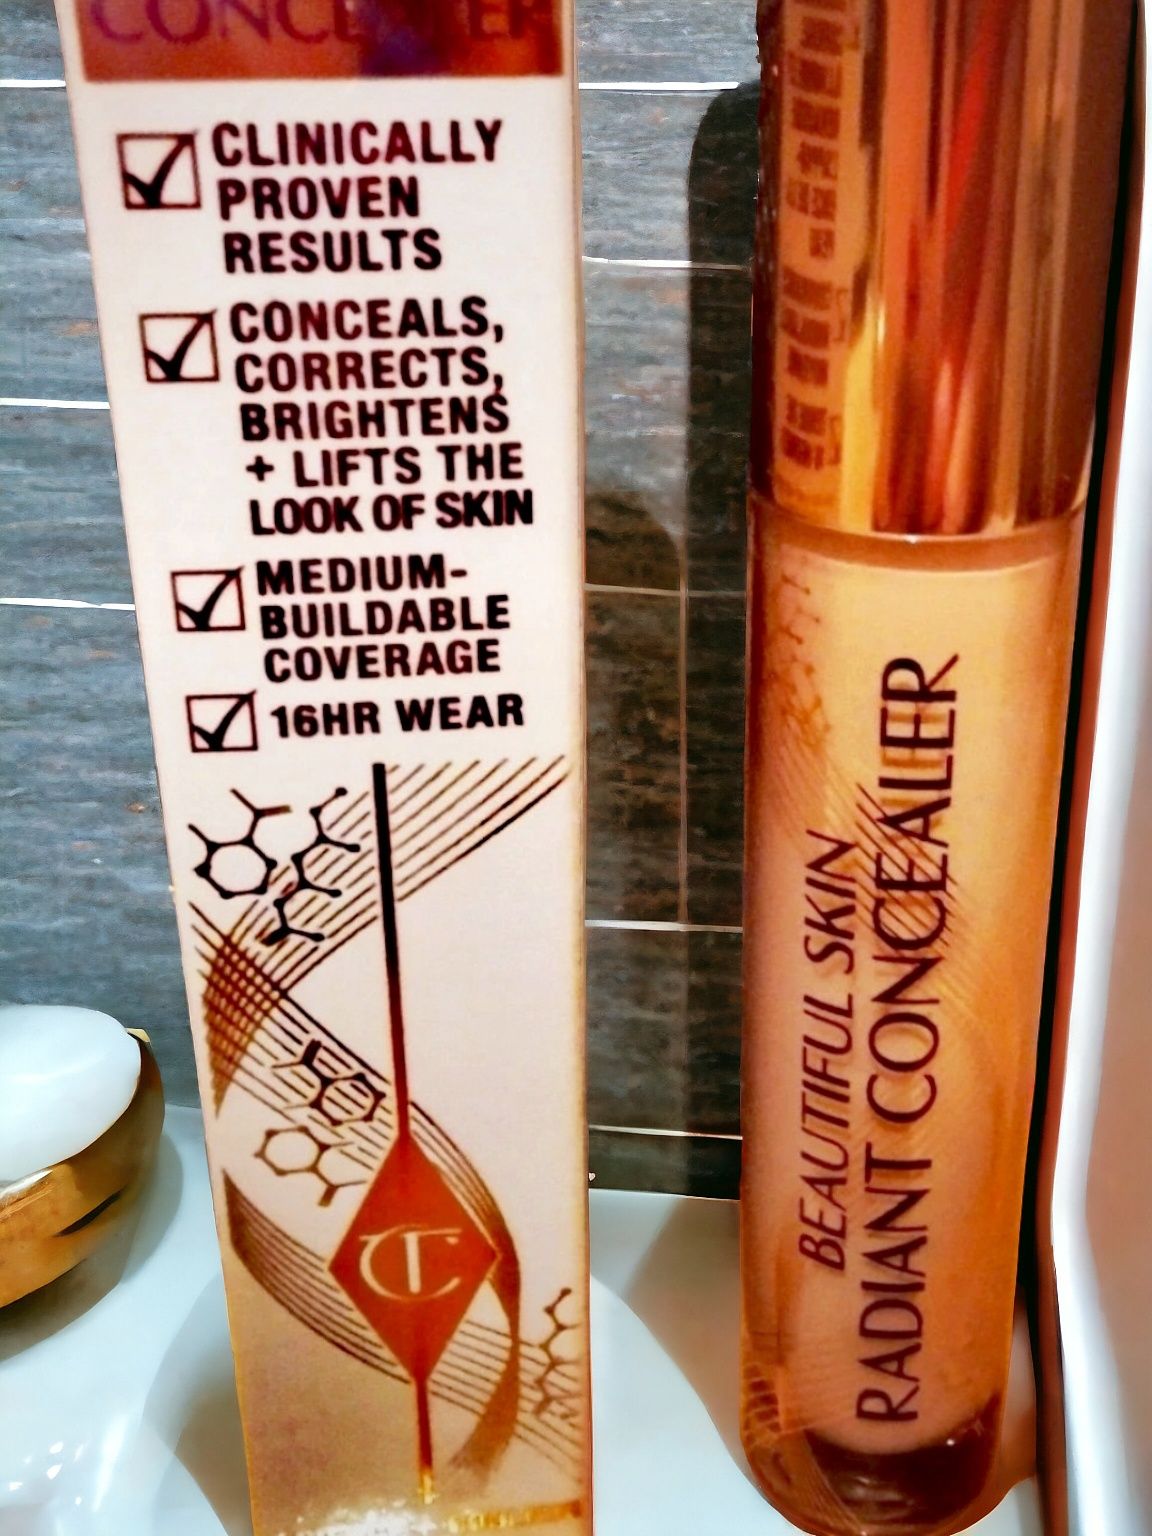 CONCEALER
CLINICALLY
PROVEN
RESULTS
CONCEALS,
CORRECTS,
BRIGHTENS
+ LIFTS THE
LOOK OF SKIN
MEDIUM-
BUILDABLE
COVERAGE
16HR WEAR
CT
BEAUTIFUL SKIN
RADIANT CONCEALER